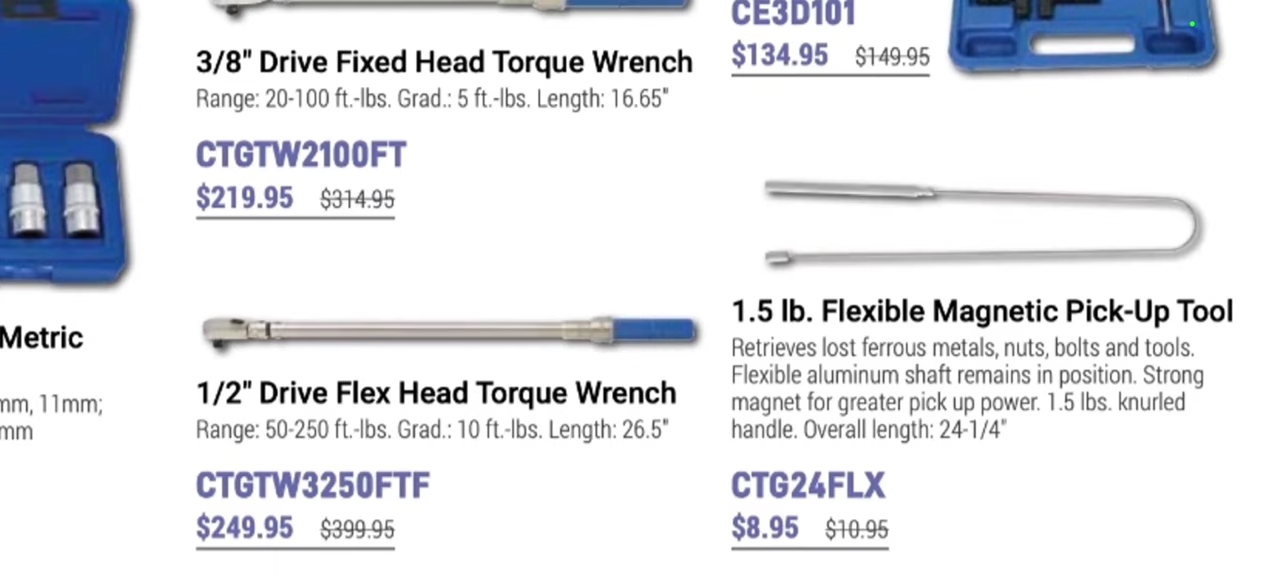 Metric
mm, 11mm;
mm
3/8" Drive Fixed Head Torque Wrench
Range: 20-100 ft.-lbs. Grad.: 5 ft.-lbs. Length: 16.65"
CTGTW2100FT
$219.95 $314.95
1/2" Drive Flex Head Torque Wrench
Range: 50-250 ft.-lbs. Grad.: 10 ft.-lbs. Length: 26.5"
CTGTW3250FTF
$249.95 $399.95
CE3D101
$134.95 $149.95
1.5 lb. Flexible Magnetic Pick-Up Tool
Retrieves lost ferrous metals, nuts, bolts and tools.
Flexible aluminum shaft remains in position. Strong
magnet for greater pick up power. 1.5 lbs. knurled
handle. Overall length: 24-1/4"
CTG24FLX
$8.95 $10.95